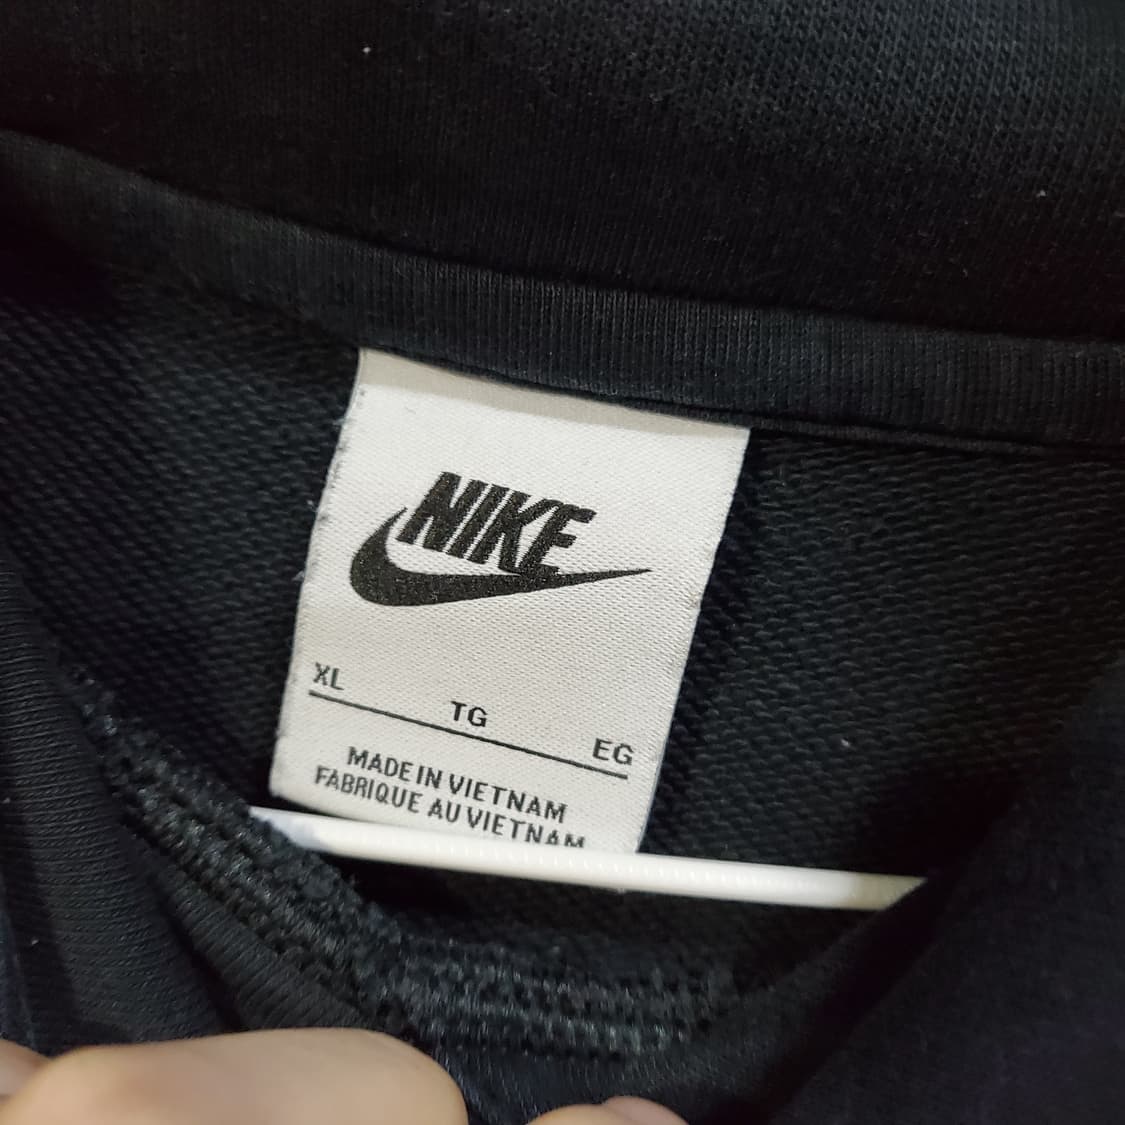 NIKE
XL TG EG
MADE IN VIETNAM
FABRIQUE AU VIETNAM